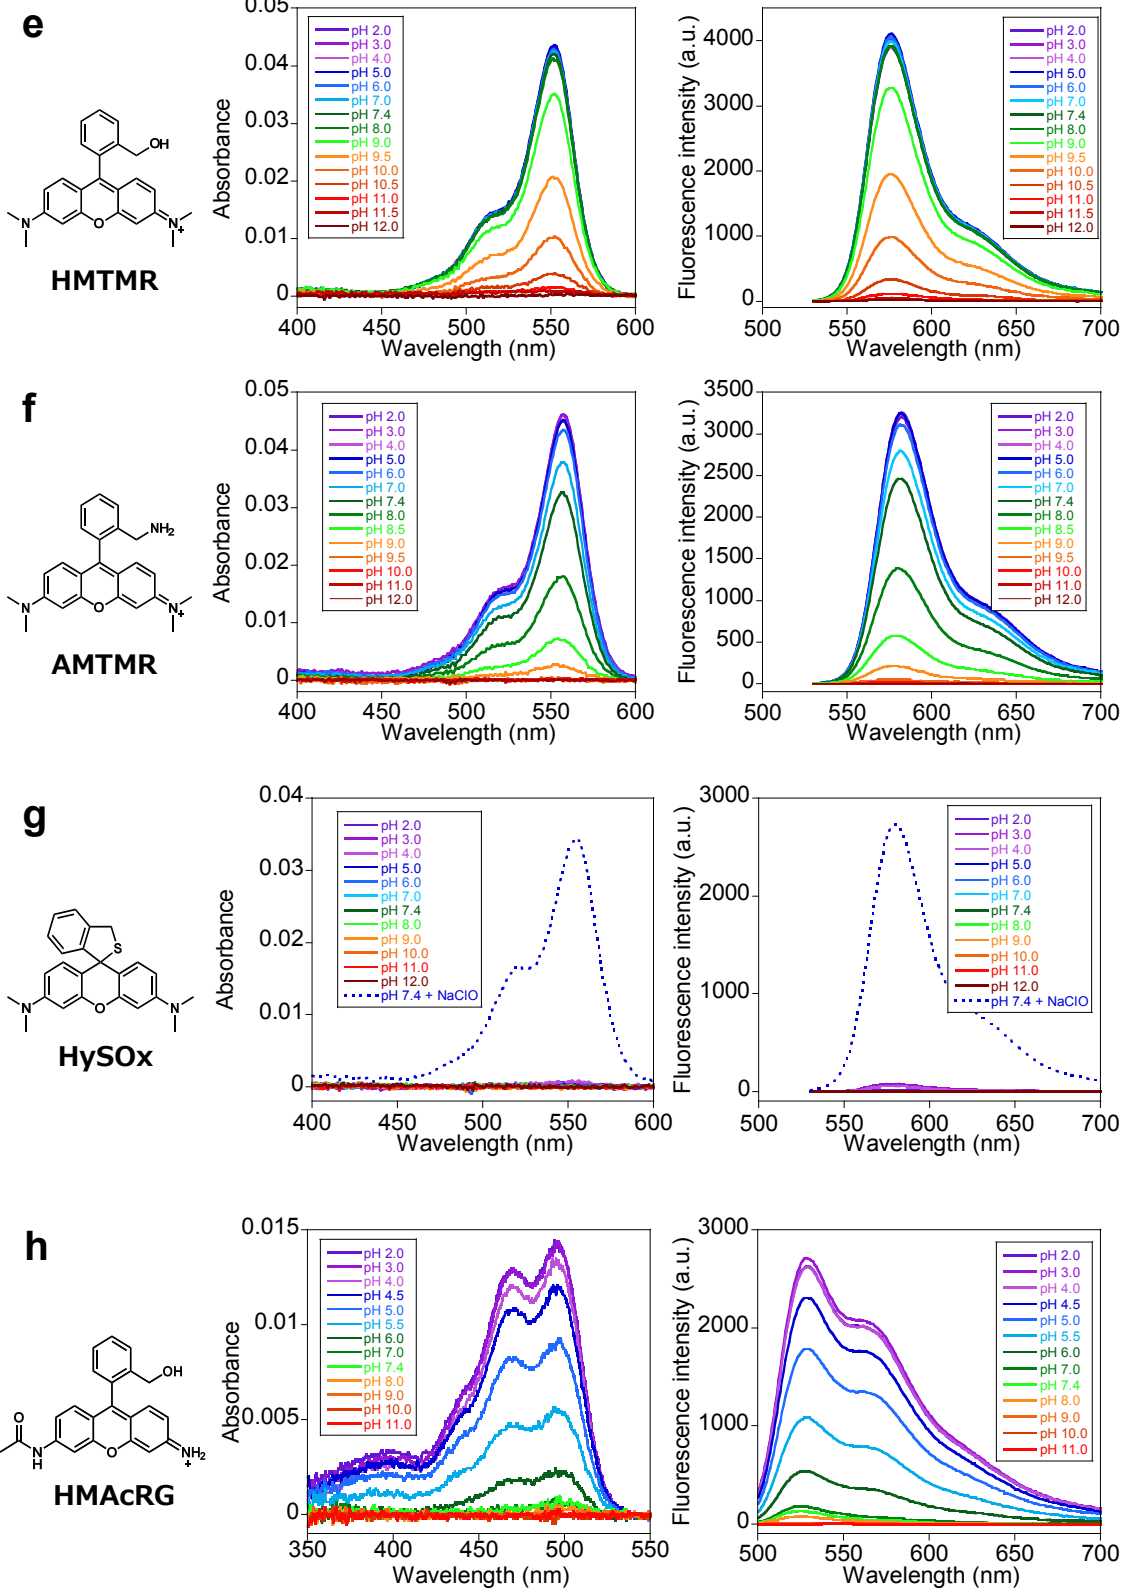 e
OH
N
O
N+
HMTMR
0.05
0.04
0.03
0.02
0.01
0
Absorbance
pH 2.0
pH 3.0
pH 4.0
pH 5.0
pH 6.0
pH 7.0
pH 7.4
pH 8.0
pH 9.0
pH 9.5
pH 10.0
pH 10.5
pH 11.0
pH 11.5
pH 12.0
400 450 500 550 600
Wavelength (nm)
4000
3000
2000
1000
0
Fluorescence intensity (a.u.)
pH 2.0
pH 3.0
pH 4.0
pH 5.0
pH 6.0
pH 7.0
pH 7.4
pH 8.0
pH 9.0
pH 9.5
pH 10.0
pH 10.5
pH 11.0
pH 11.5
pH 12.0
500 550 600 650 700
Wavelength (nm)
f
NH2
N
O
N+
AMTMR
0.05
0.04
0.03
0.02
0.01
0
Absorbance
pH 2.0
pH 3.0
pH 4.0
pH 5.0
pH 6.0
pH 7.0
pH 7.4
pH 8.0
pH 8.5
pH 9.0
pH 9.5
pH 10.0
pH 11.0
pH 12.0
400 450 500 550 600
Wavelength (nm)
3500
3000
2500
2000
1500
1000
500
0
Fluorescence intensity (a.u.)
pH 2.0
pH 3.0
pH 4.0
pH 5.0
pH 6.0
pH 7.0
pH 7.4
pH 8.0
pH 8.5
pH 9.0
pH 9.5
pH 10.0
pH 11.0
pH 12.0
500 550 600 650 700
Wavelength (nm)
g
S
N
O
N
HySOx
0.04
0.03
0.02
0.01
0
Absorbance
pH 2.0
pH 3.0
pH 4.0
pH 5.0
pH 6.0
pH 7.0
pH 7.4
pH 8.0
pH 9.0
pH 10.0
pH 11.0
pH 12.0
pH 7.4 + NaClO
400 450 500 550 600
Wavelength (nm)
3000
2000
1000
0
Fluorescence intensity (a.u.)
pH 2.0
pH 3.0
pH 4.0
pH 5.0
pH 6.0
pH 7.0
pH 7.4
pH 8.0
pH 9.0
pH 10.0
pH 11.0
pH 12.0
pH 7.4 + NaClO
500 550 600 650 700
Wavelength (nm)
h
OH
O
N
H
O
NH2
+
HMAcRG
0.015
0.01
0.005
0
Absorbance
pH 2.0
pH 3.0
pH 4.0
pH 4.5
pH 5.0
pH 5.5
pH 6.0
pH 7.0
pH 7.4
pH 8.0
pH 9.0
pH 10.0
pH 11.0
350 400 450 500 550
Wavelength (nm)
3000
2000
1000
0
Fluorescence intensity (a.u.)
pH 2.0
pH 3.0
pH 4.0
pH 4.5
pH 5.0
pH 5.5
pH 6.0
pH 7.0
pH 7.4
pH 8.0
pH 9.0
pH 10.0
pH 11.0
500 550 600 650 700
Wavelength (nm)